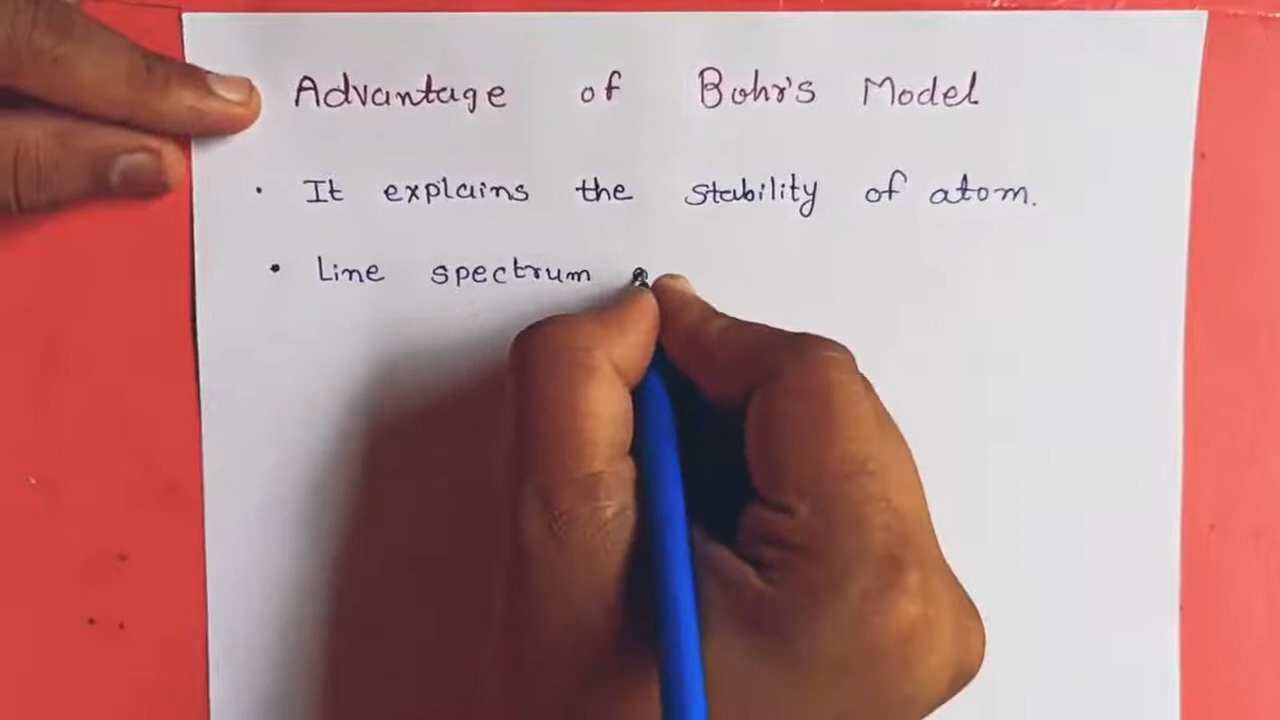 Advantage of Bohr's Model
• It explains the stability of atom.
• Line spectrum